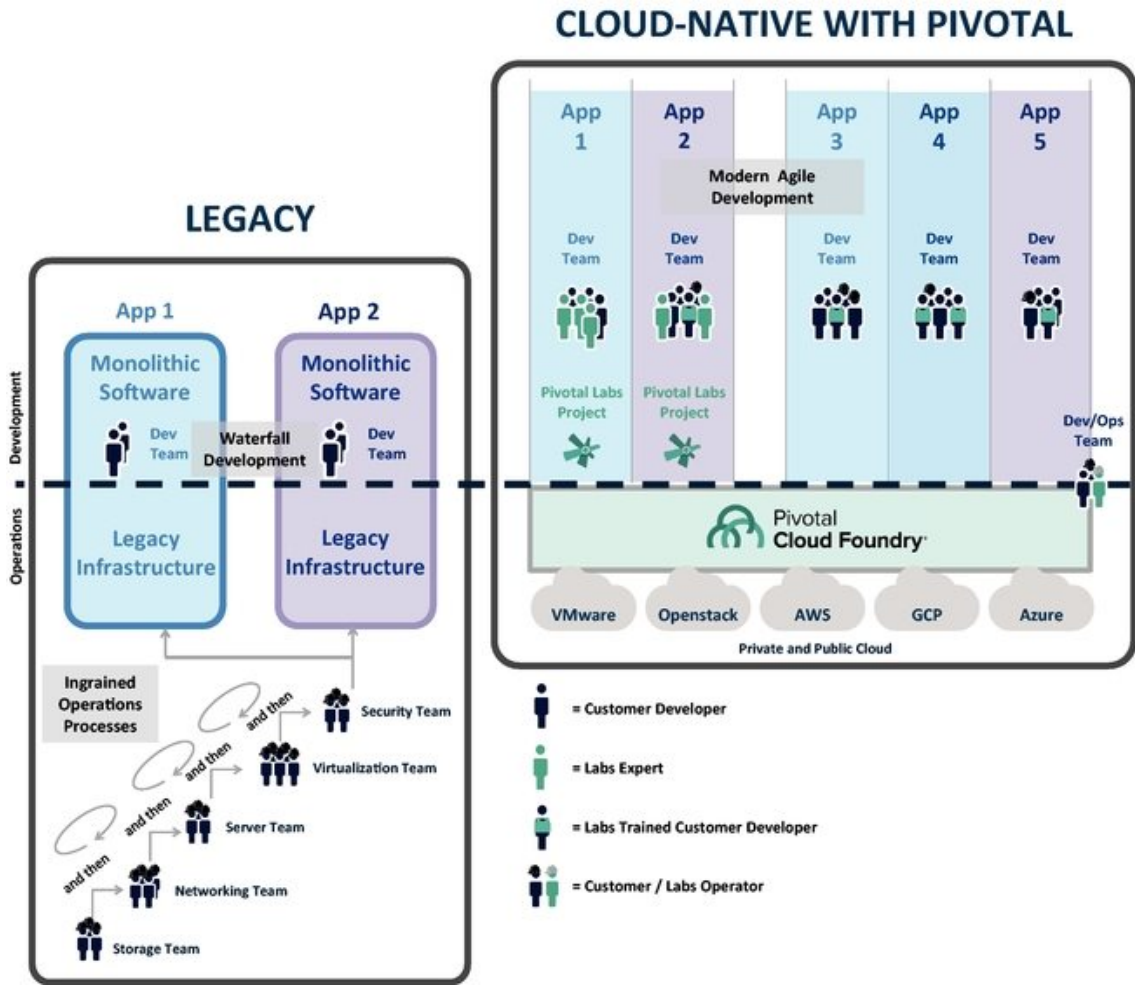 CLOUD-NATIVE WITH PIVOTAL
App
1
App
2
App
3
App
4
App
5
Modern Agile
Development
Dev
Team
Dev
Team
Dev
Team
Dev
Team
Dev
Team
Pivotal Labs
Project
Pivotal Labs
Project
Dev/Ops
Team
Pivotal
Cloud Foundry
VMware
Openstack
AWS
GCP
Azure
Private and Public Cloud
LEGACY
App 1
App 2
Monolithic
Software
Monolithic
Software
Dev
Team
Waterfall
Development
Dev
Team
Development
Operations
Legacy
Infrastructure
Legacy
Infrastructure
Ingrained
Operations
Processes
and then
Security Team
and then
Virtualization Team
and then
Server Team
and then
Networking Team
Storage Team
= Customer Developer
= Labs Expert
= Labs Trained Customer Developer
= Customer / Labs Operator